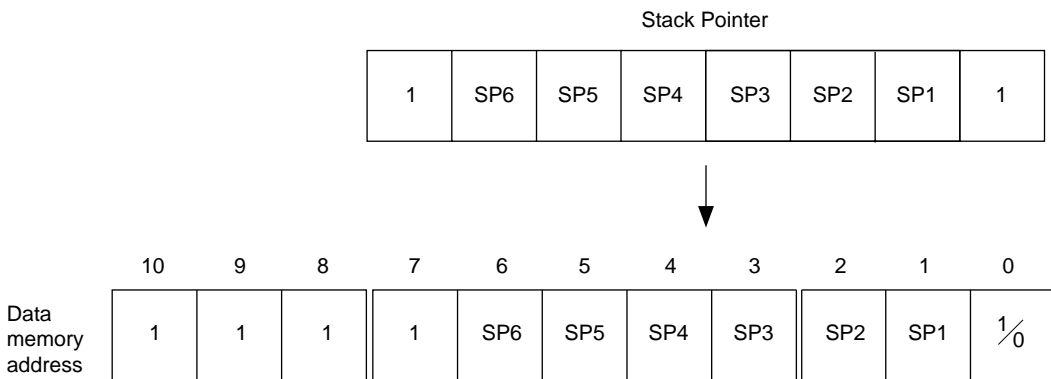 Stack Pointer
1 SP6 SP5 SP4 SP3 SP2 SP1 1
10 9 8 7 6 5 4 3 2 1 0
Data
memory
address
1 1 1 1 SP6 SP5 SP4 SP3 SP2 SP1 1/0